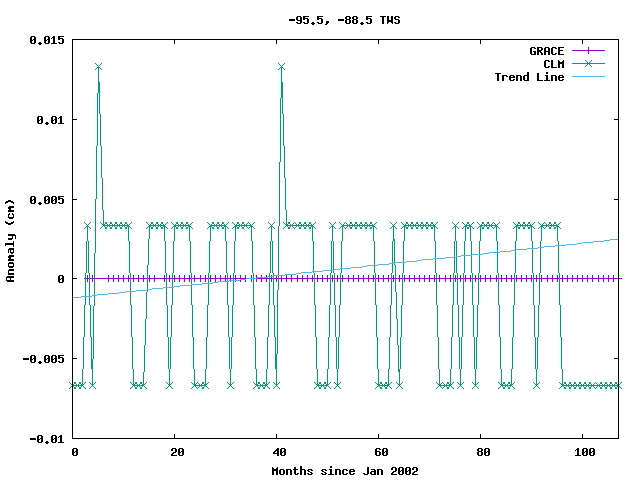 -95.5, -88.5 TWS
0.015
0.01
0.005
0
-0.005
-0.01
Anomaly (cm)
GRACE
CLM
Trend Line
0 20 40 60 80 100
Months since Jan 2002